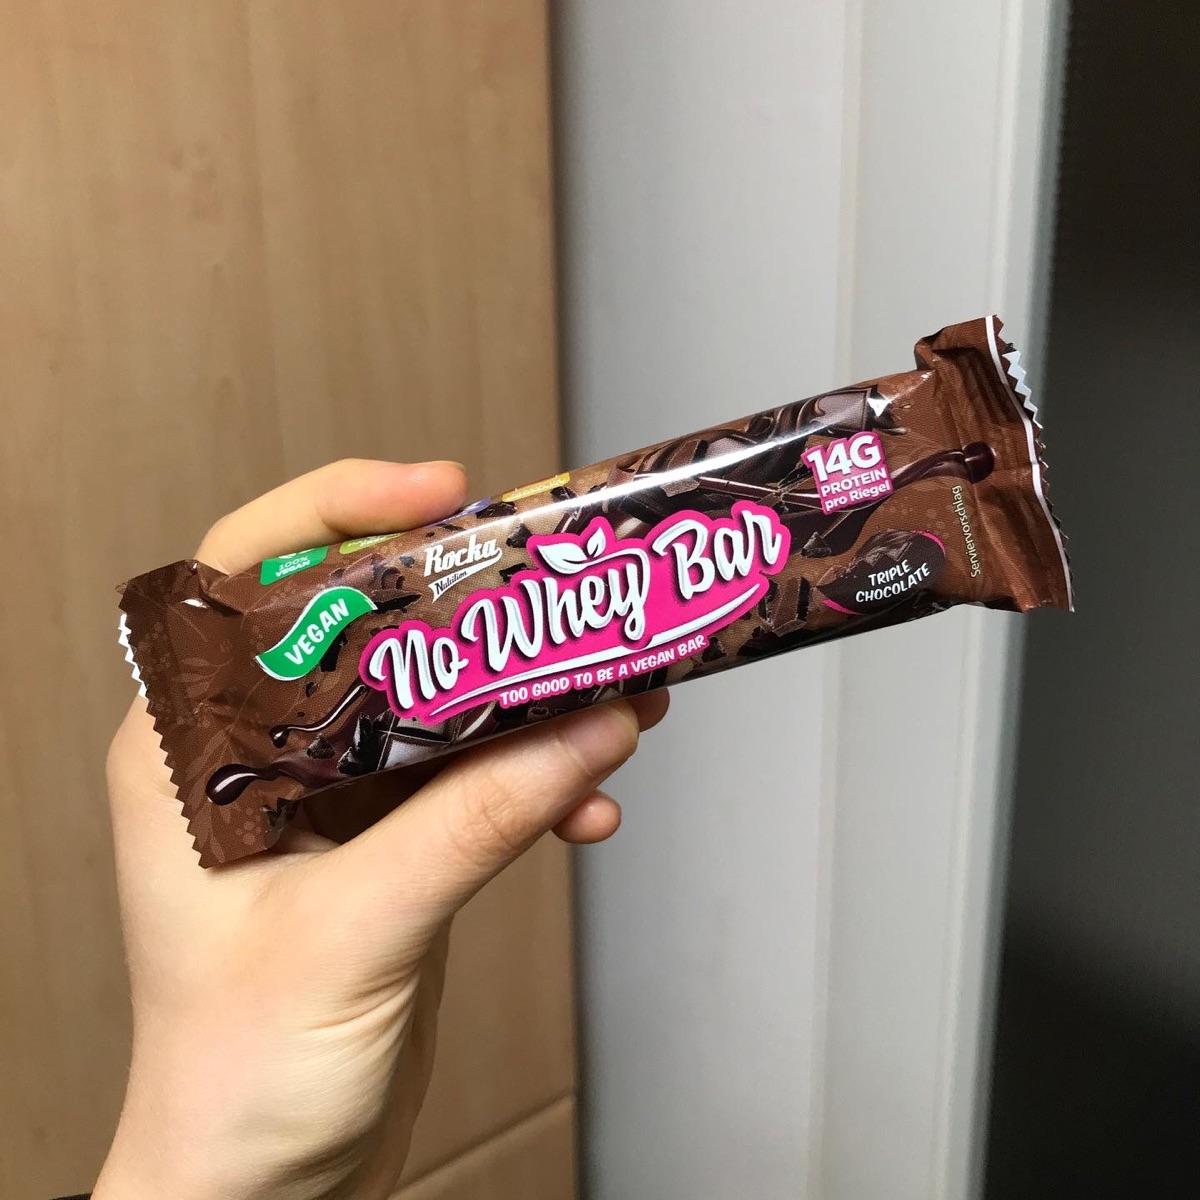 100%
VEGAN
VEGAN
Rocka
Nutrition
No Whey Bar
TOO GOOD TO BE A VEGAN BAR
14G
PROTEIN
pro Riegel
TRIPLE
CHOCOLATE
Serviervorschlag